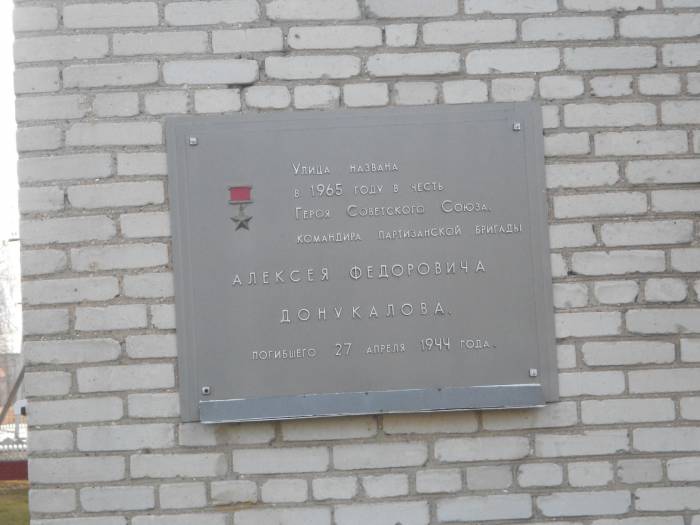 Улица названа
в 1965 году в честь
Героя Советского Союза,
командира партизанской бригады
АЛЕКСЕЯ ФЕДОРОВИЧА
ДОНУКАЛОВА,
погибшего 27 апреля 1944 года.